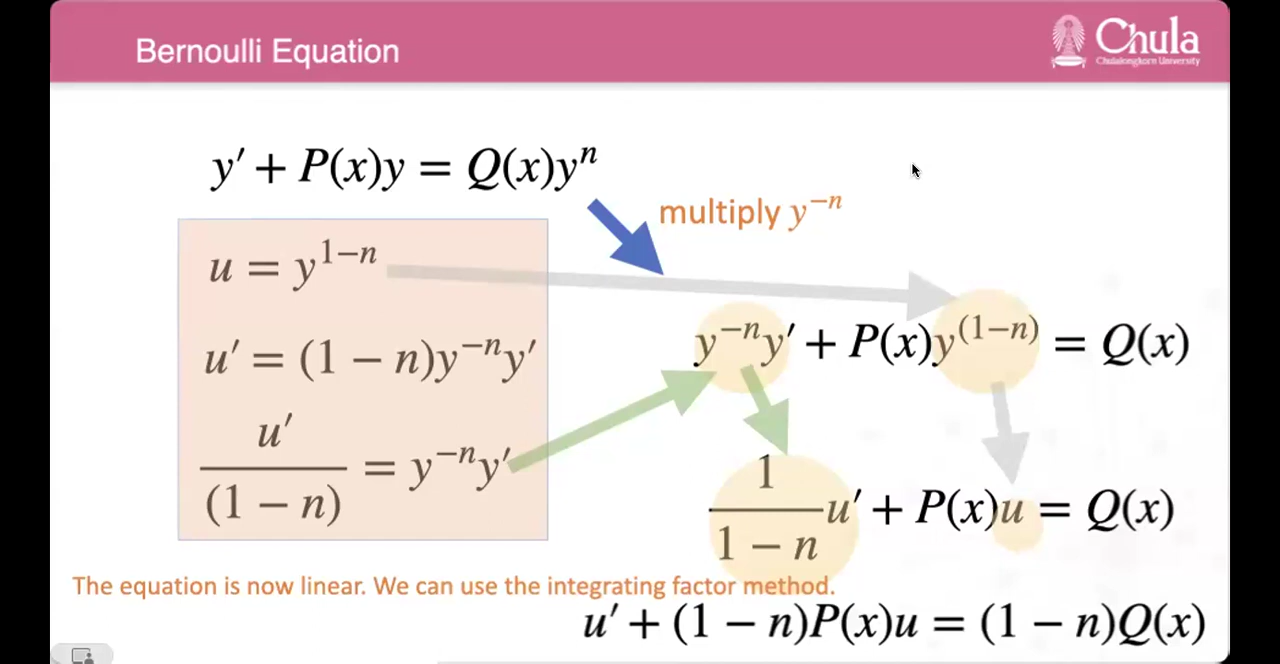 Bernoulli Equation
Chula
Chulalongkorn University
y′ + P(x)y = Q(x)yⁿ
multiply y⁻ⁿ
u = y¹⁻ⁿ
u′ = (1 − n)y⁻ⁿy′
u′/(1 − n) = y⁻ⁿy′
y⁻ⁿy′ + P(x)y⁽¹⁻ⁿ⁾ = Q(x)
1/(1 − n) u′ + P(x)u = Q(x)
The equation is now linear. We can use the integrating factor method.
u′ + (1 − n)P(x)u = (1 − n)Q(x)